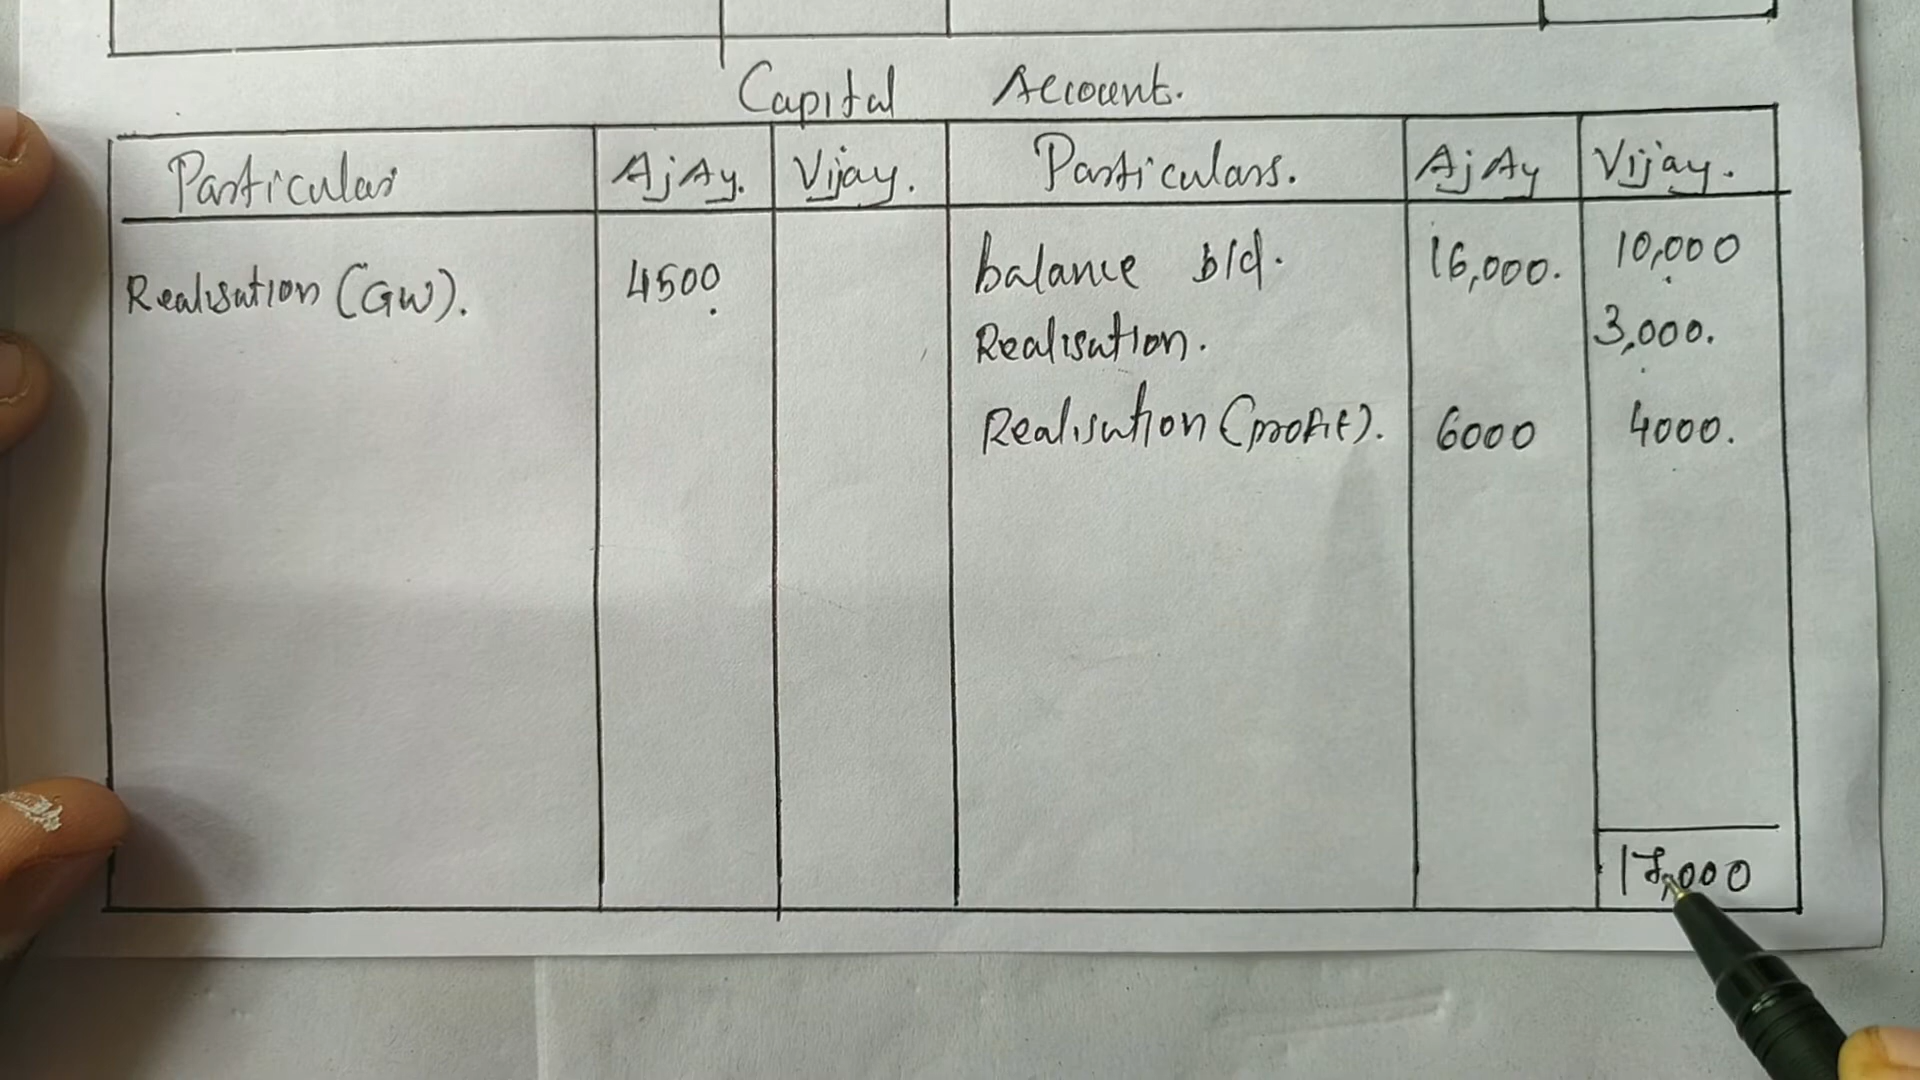 Capital Account.
Particular AjAy. Vijay. Particulars. AjAy Vijay.
Realisation (GW). 4500 balance b/d. 16,000. 10,000
Realisation. 3,000.
Realisation (profit). 6000 4000.
17,000